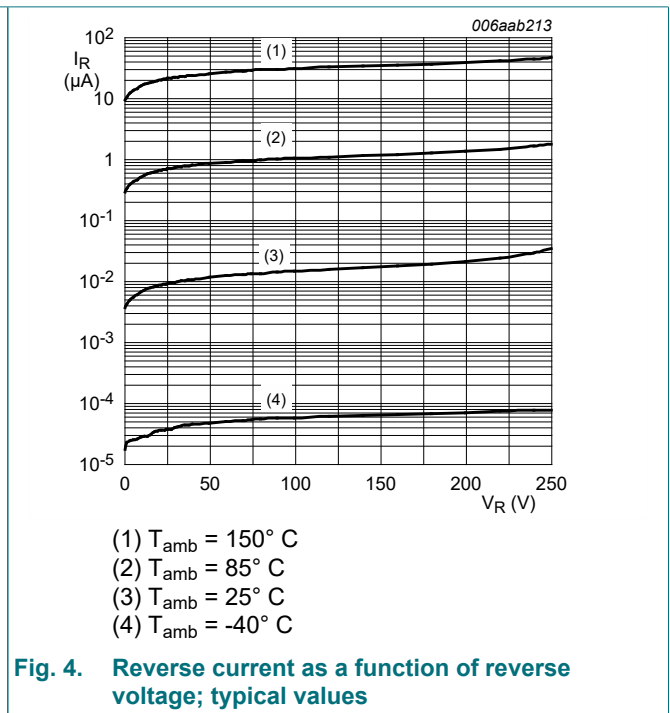 006aab213
I_R
(µA)
10²
10
1
10⁻¹
10⁻²
10⁻³
10⁻⁴
10⁻⁵
(1)
(2)
(3)
(4)
0 50 100 150 200 250
V_R (V)
(1) T_amb = 150° C
(2) T_amb = 85° C
(3) T_amb = 25° C
(4) T_amb = -40° C
Fig. 4. Reverse current as a function of reverse
voltage; typical values